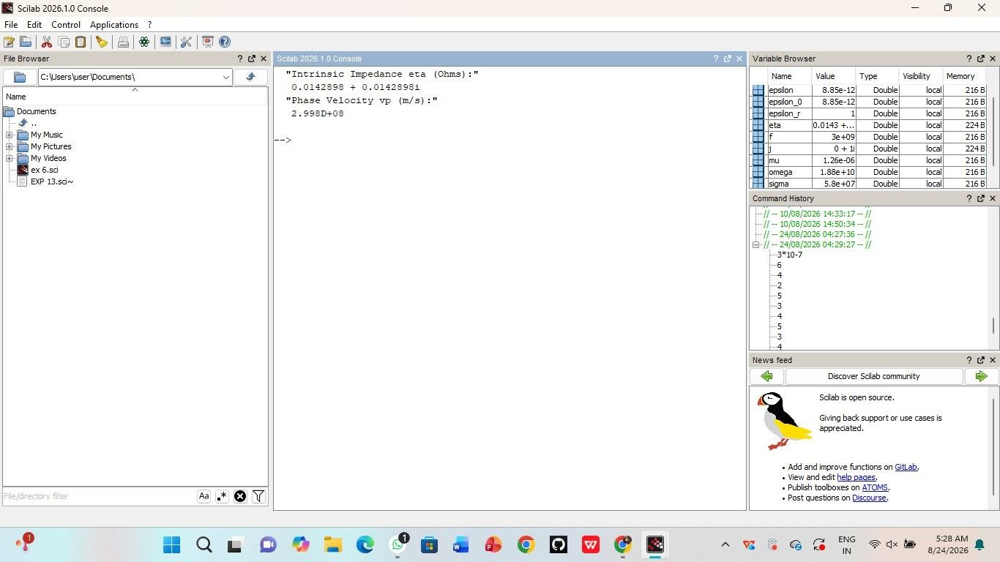 Scilab 2026.1.0 Console
File Edit Control Applications ?
File Browser ?
C:\Users\user\Documents\
Name
Documents
..
My Music
My Pictures
My Videos
ex 6.sci
EXP 13.sci~
File/directory filter
Aa .*
Scilab 2026.1.0 Console ?
"Intrinsic Impedance eta (Ohms):"
0.0142898 + 0.0142898i
"Phase Velocity vp (m/s):"
2.998D+08
-->
Variable Browser ?
Name Value Type Visibility Memory
epsilon 8.85e-12 Double local 216 B
epsilon_0 8.85e-12 Double local 216 B
epsilon_r 1 Double local 216 B
eta 0.0143 +... Double local 224 B
f 3e+09 Double local 216 B
j 0 + 1i Double local 224 B
mu 1.26e-06 Double local 216 B
omega 1.88e+10 Double local 216 B
sigma 5.8e+07 Double local 216 B
Command History ?
// -- 10/08/2026 14:33:17 -- //
// -- 10/08/2026 14:50:34 -- //
// -- 24/08/2026 04:27:36 -- //
// -- 24/08/2026 04:29:27 -- //
3*10-7
6
4
2
5
3
4
5
3
4
News feed ?
Discover Scilab community
Scilab is open source.
Giving back support or use cases is
appreciated.
• Add and improve functions on GitLab.
• View and edit help pages.
• Publish toolboxes on ATOMS.
• Post questions on Discourse.
1
1
ENG
IN
5:28 AM
8/24/2026